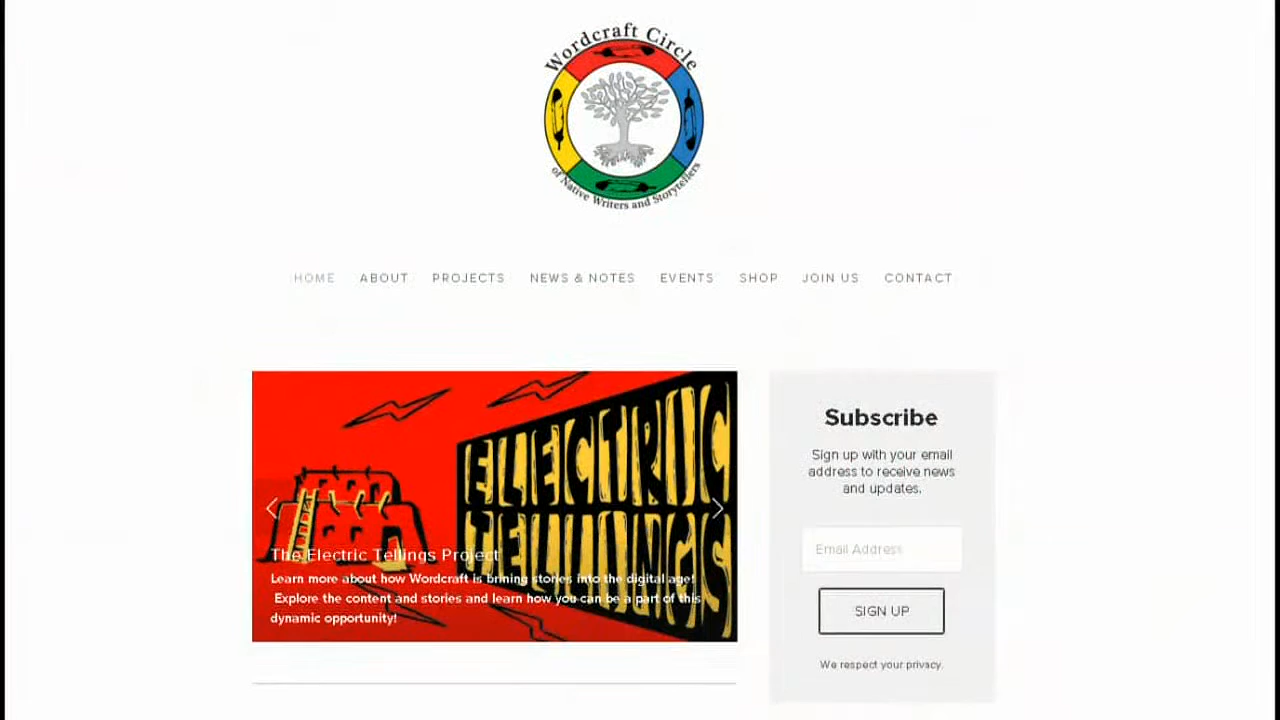 Wordcraft Circle
of Native Writers and Storytellers
HOME ABOUT PROJECTS NEWS & NOTES EVENTS SHOP JOIN US CONTACT
ELECTRIC
TELLINGS
The Electric Tellings Project
Learn more about how Wordcraft is brining stories into the digital age!
Explore the content and stories and learn how you can be a part of this
dynamic opportunity!
Subscribe
Sign up with your email
address to receive news
and updates.
Email Address
SIGN UP
We respect your privacy.